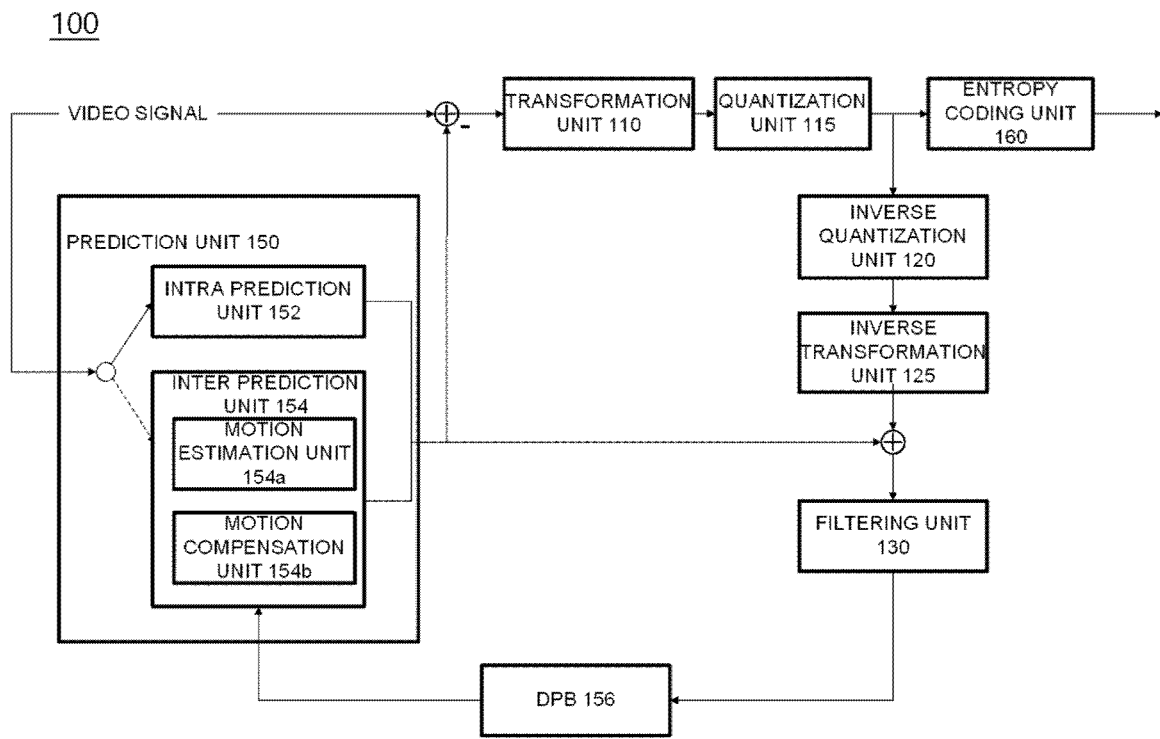 100
VIDEO SIGNAL
-
TRANSFORMATION
UNIT 110
QUANTIZATION
UNIT 115
ENTROPY
CODING UNIT
160
INVERSE
QUANTIZATION
UNIT 120
PREDICTION UNIT 150
INTRA PREDICTION
UNIT 152
INVERSE
TRANSFORMATION
UNIT 125
INTER PREDICTION
UNIT 154
MOTION
ESTIMATION UNIT
154a
MOTION
COMPENSATION
UNIT 154b
FILTERING UNIT
130
DPB 156